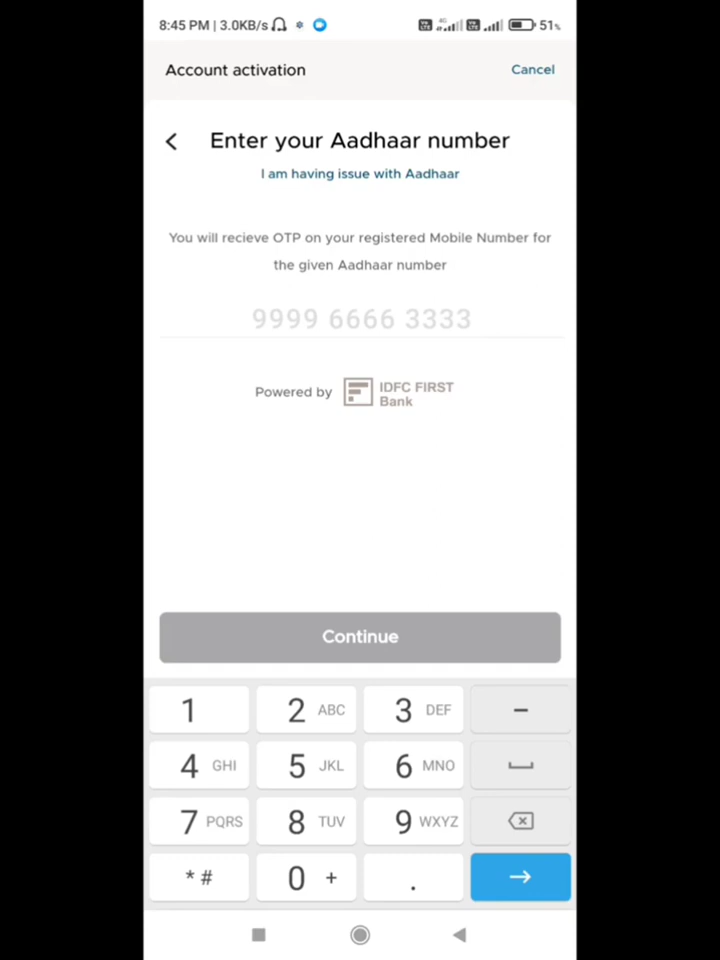 8:45 PM | 3.0KB/s 4G 51%
Account activation Cancel
Enter your Aadhaar number
I am having issue with Aadhaar
You will recieve OTP on your registered Mobile Number for
the given Aadhaar number
9999 6666 3333
Powered by IDFC FIRST
Bank
Continue
1 2 ABC 3 DEF -
4 GHI 5 JKL 6 MNO
7 PQRS 8 TUV 9 WXYZ
* # 0 + .